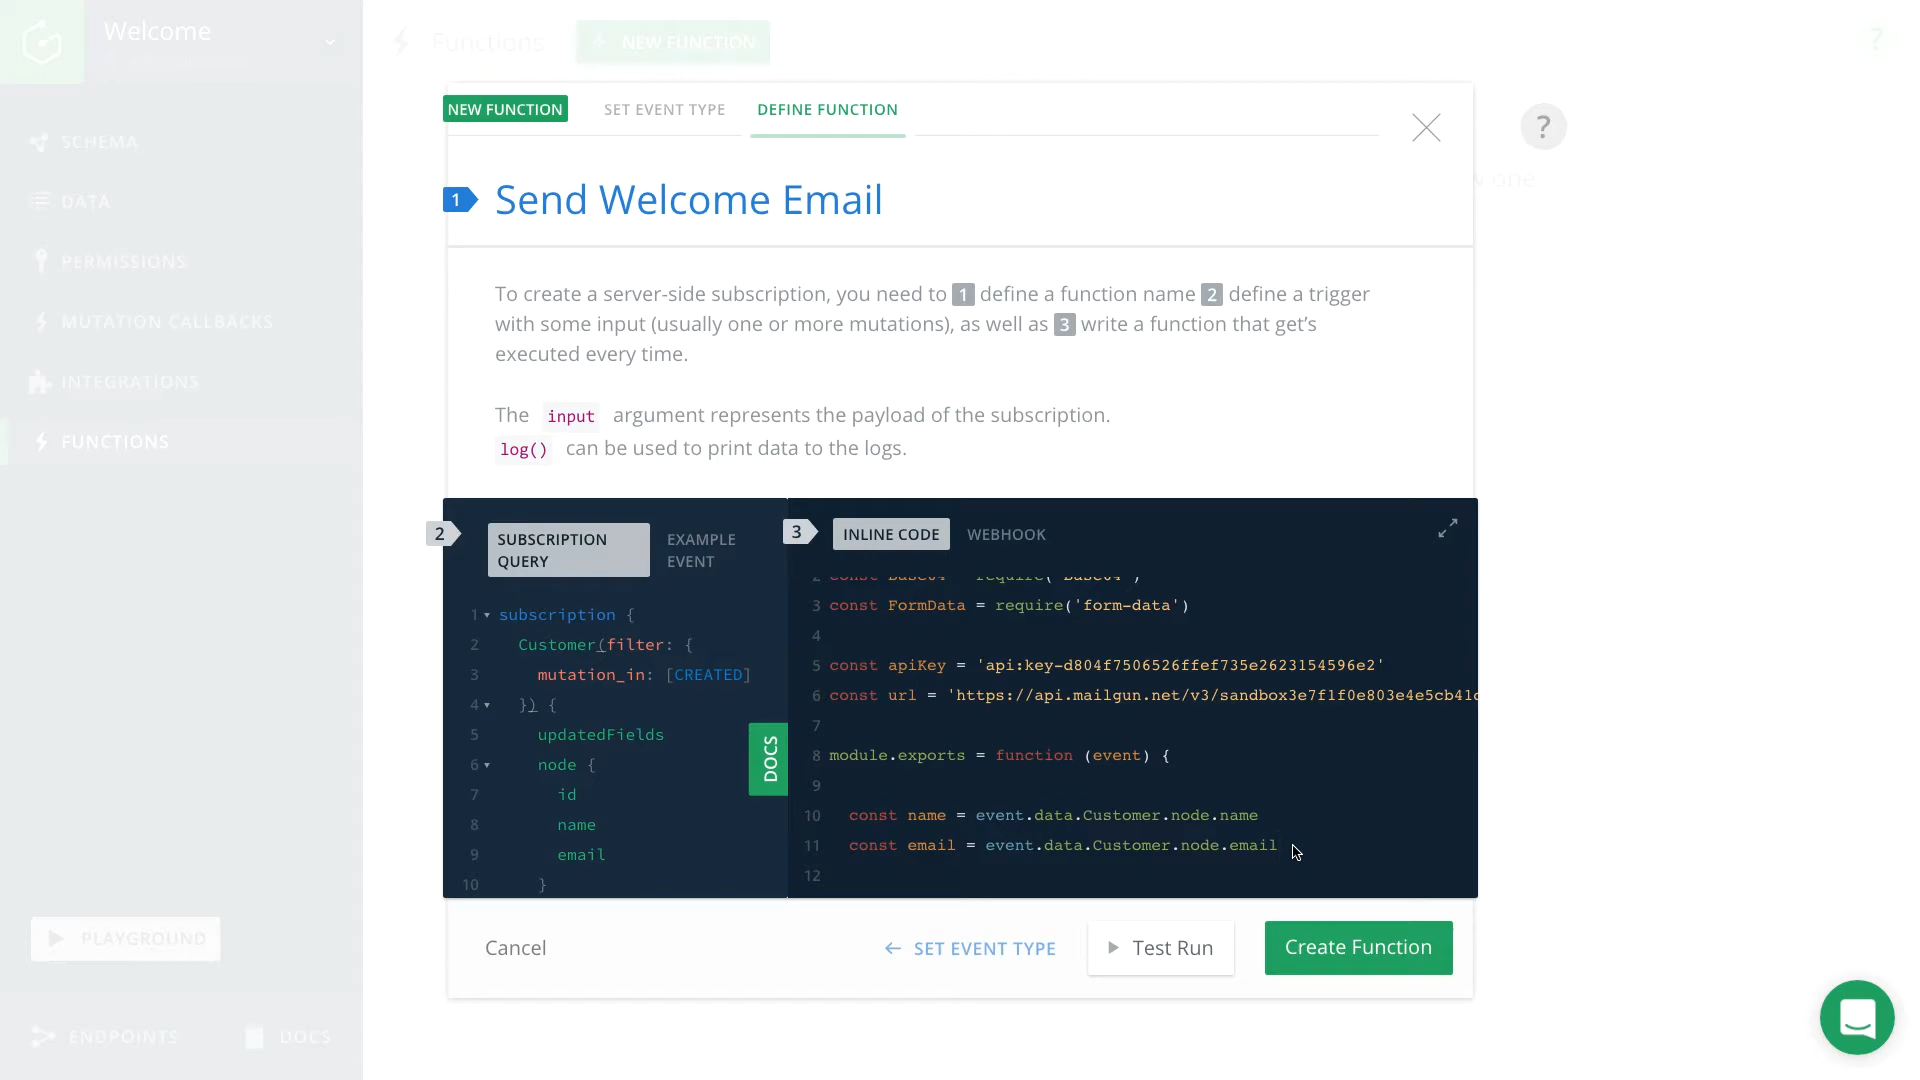 Welcome
Functions
NEW FUNCTION
?
SCHEMA
DATA
PERMISSIONS
MUTATION CALLBACKS
INTEGRATIONS
FUNCTIONS
PLAYGROUND
ENDPOINTS
DOCS
NEW FUNCTION
SET EVENT TYPE
DEFINE FUNCTION
?
one
1 Send Welcome Email
To create a server-side subscription, you need to 1 define a function name 2 define a trigger
with some input (usually one or more mutations), as well as 3 write a function that get’s
executed every time.
The input argument represents the payload of the subscription.
log() can be used to print data to the logs.
2
SUBSCRIPTION
QUERY
EXAMPLE
EVENT
1 subscription {
2 Customer(filter: {
3 mutation_in: [CREATED]
4 }) {
5 updatedFields
6 node {
7 id
8 name
9 email
10 }
DOCS
3
INLINE CODE
WEBHOOK
3 const FormData = require('form-data')
4
5 const apiKey = 'api:key-d804f7506526ffef735e2623154596e2'
6 const url = 'https://api.mailgun.net/v3/sandbox3e7f1f0e803e4e5cb41
7
8 module.exports = function (event) {
9
10 const name = event.data.Customer.node.name
11 const email = event.data.Customer.node.email
12
Cancel
← SET EVENT TYPE
Test Run
Create Function